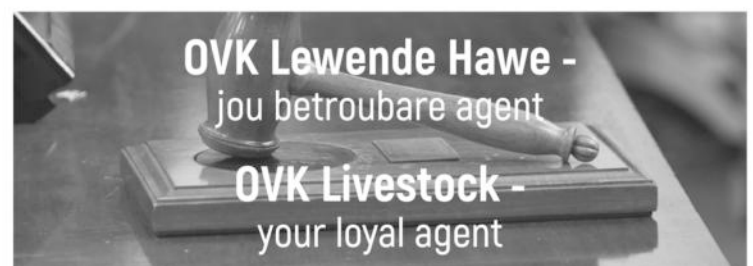 OVK Lewende Hawe -
jou betroubare agent
OVK Livestock -
your loyal agent